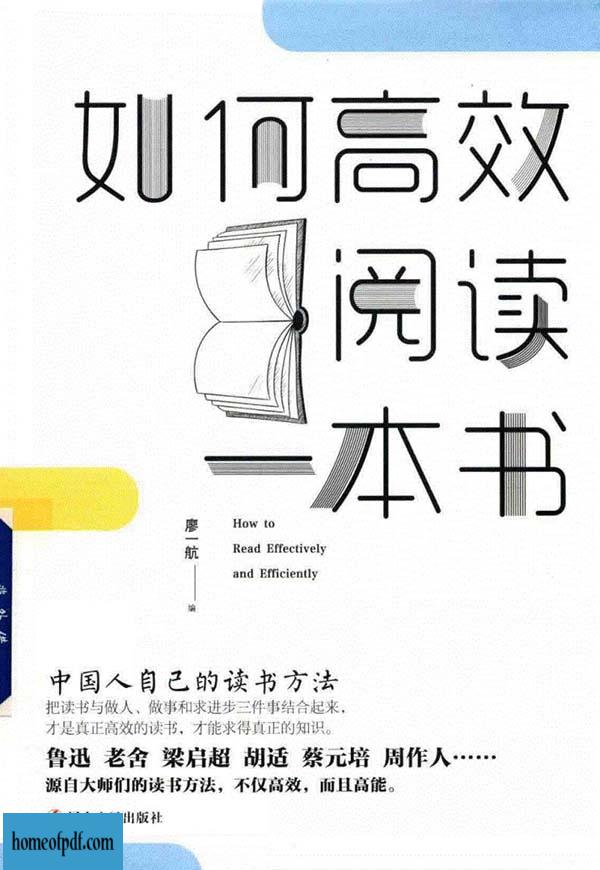 如何高效
阅读
一本书
廖一航
编
How to
Read Effectively
and Efficiently
中国人自己的读书方法
把读书与做人、做事和求进步三件事结合起来，
才是真正高效的读书，才能求得真正的知识。
鲁迅 老舍 梁启超 胡适 蔡元培 周作人……
源自大师们的读书方法，不仅高效，而且高能。
出版社
homeofpdf.com